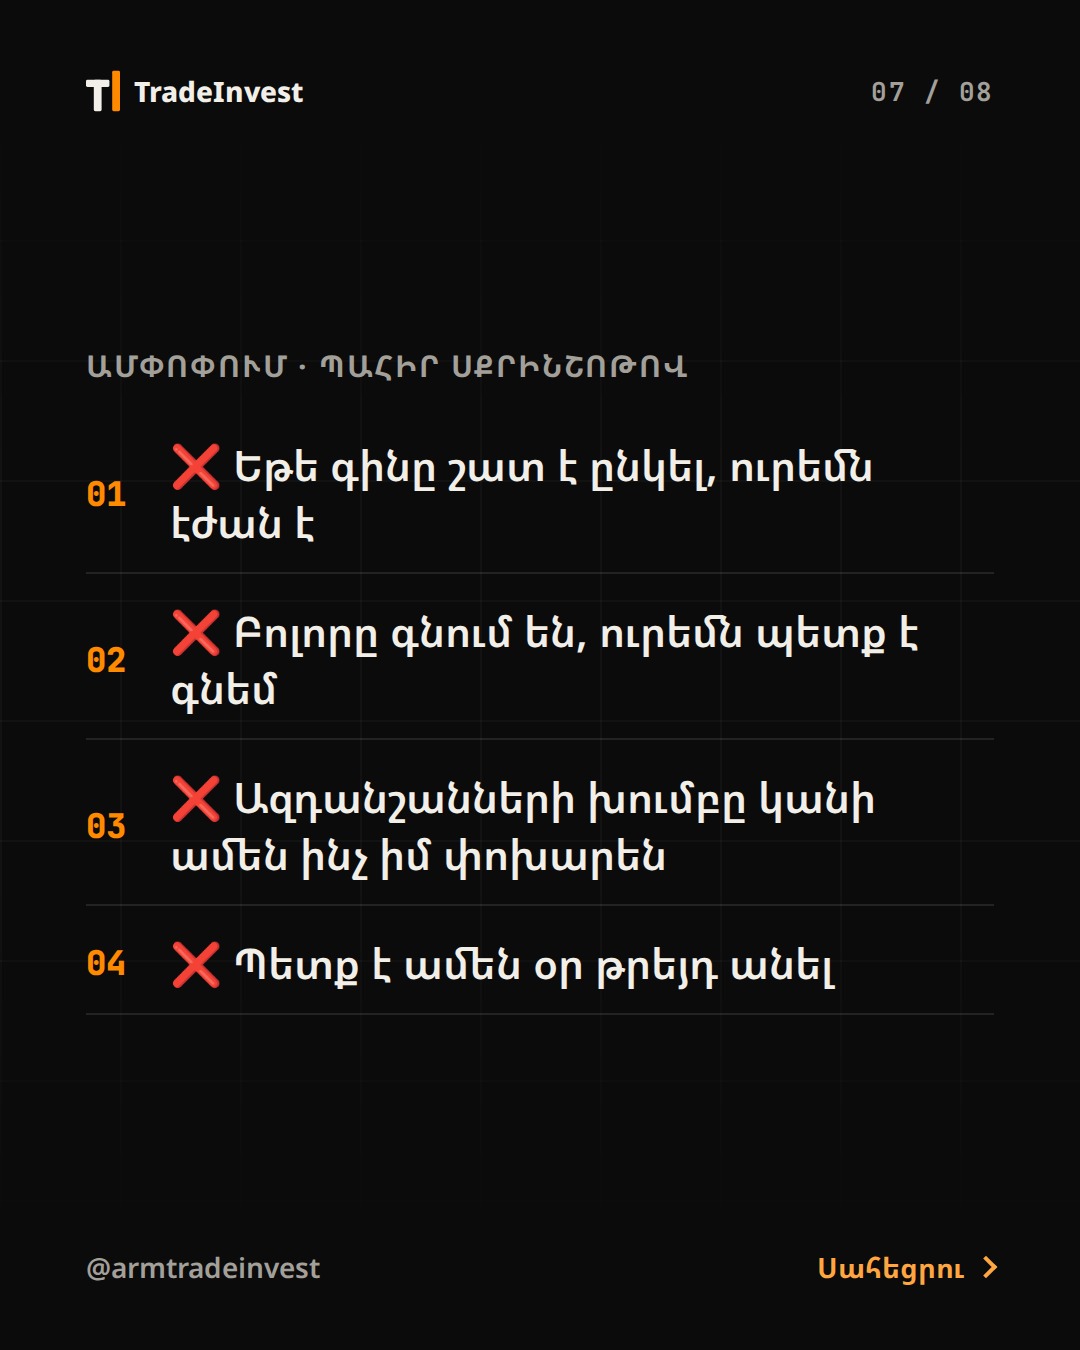 TradeInvest
07 / 08
ԱՄՓՈՓՈՒՄ · ՊԱՀԻՐ ՍՔՐԻՆՇՈԹՈՎ
01
❌ Եթե գինը շատ է ընկել, ուրեմն
էժան է
02
❌ Բոլորը գնում են, ուրեմն պետք է
գնեմ
03
❌ Ազդանշանների խումբը կանի
ամեն ինչ իմ փոխարեն
04
❌ Պետք է ամեն օր թրեյդ անել
@armtradeinvest
Սահեցրու